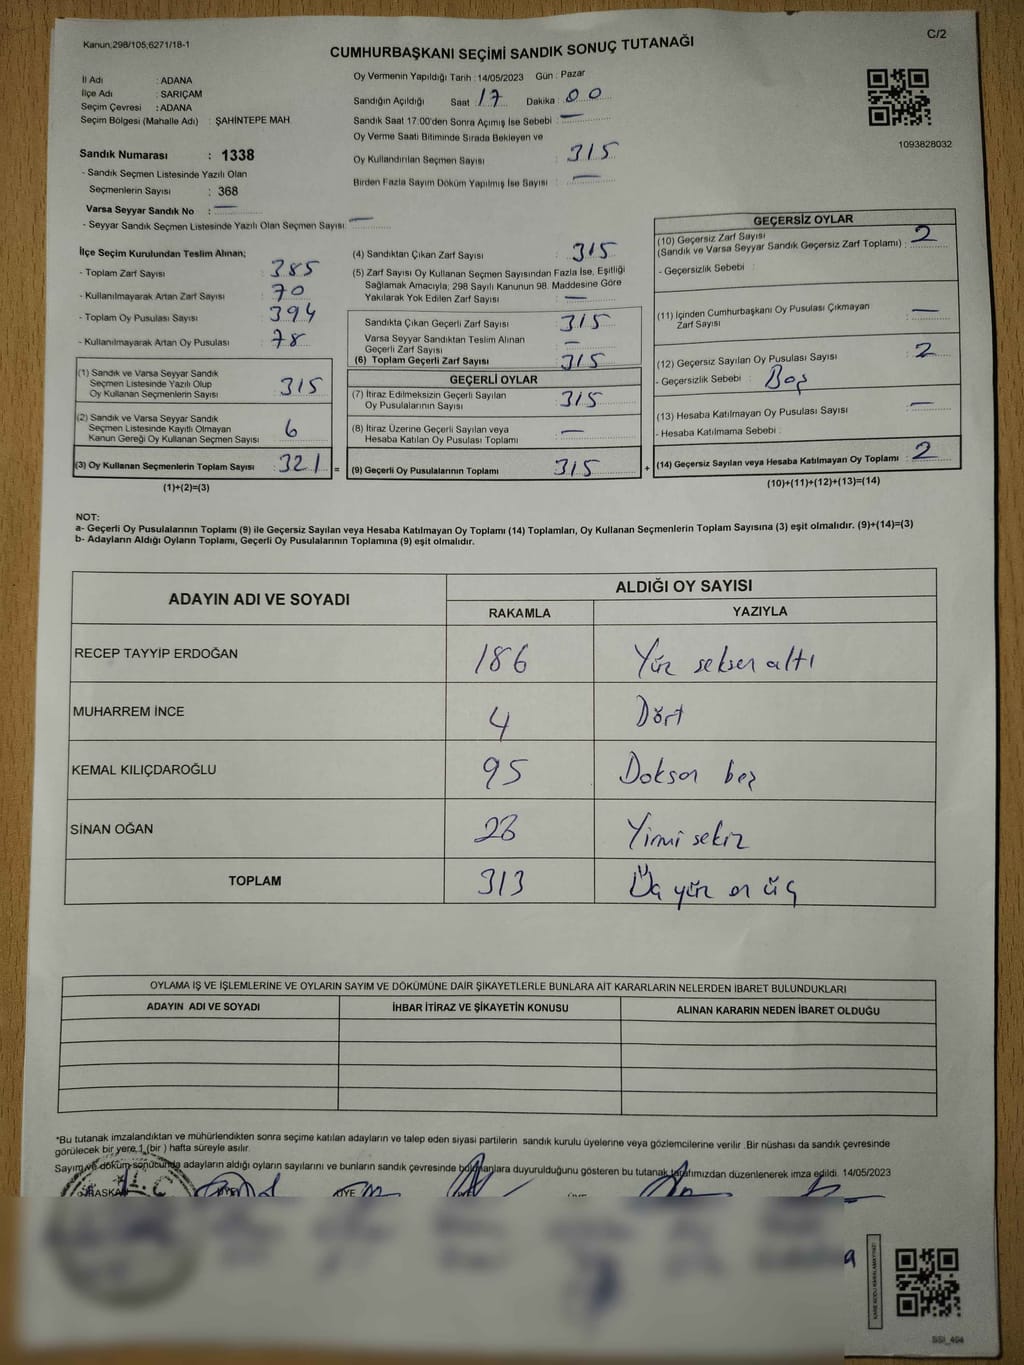 Kanun;298/105;6271/18-1
C/2
CUMHURBAŞKANI SEÇİMİ SANDIK SONUÇ TUTANAĞI
İl Adı : ADANA
İlçe Adı : SARIÇAM
Seçim Çevresi : ADANA
Seçim Bölgesi (Mahalle Adı) : ŞAHİNTEPE MAH.
Oy Vermenin Yapıldığı Tarih : 14/05/2023 Gün : Pazar
Sandığın Açıldığı Saat 17 Dakika : 00
Sandık Saat 17:00'den Sonra Açımış İse Sebebi : —
Oy Verme Saati Bitiminde Sırada Bekleyen ve
Oy Kullandırılan Seçmen Sayısı : 315
Birden Fazla Sayım Döküm Yapılmış İse Sayısı : —
1093828032
Sandık Numarası : 1338
- Sandık Seçmen Listesinde Yazılı Olan
Seçmenlerin Sayısı : 368
Varsa Seyyar Sandık No : —
- Seyyar Sandık Seçmen Listesinde Yazılı Olan Seçmen Sayısı: —
İlçe Seçim Kurulundan Teslim Alınan;
- Toplam Zarf Sayısı : 385
- Kullanılmayarak Artan Zarf Sayısı : 70
- Toplam Oy Pusulası Sayısı : 394
- Kullanılmayarak Artan Oy Pusulası : 78
(1) Sandık ve Varsa Seyyar Sandık
Seçmen Listesinde Yazılı Olup
Oy Kullanan Seçmenlerin Sayısı : 315
(2) Sandık ve Varsa Seyyar Sandık
Seçmen Listesinde Kayıtlı Olmayan
Kanun Gereği Oy Kullanan Seçmen Sayısı : 6
(3) Oy Kullanan Seçmenlerin Toplam Sayısı : 321 =
(1)+(2)=(3)
(4) Sandıktan Çıkan Zarf Sayısı : 315
(5) Zarf Sayısı Oy Kullanan Seçmen Sayısından Fazla İse, Eşitliği
Sağlamak Amacıyla; 298 Sayılı Kanunun 98. Maddesine Göre
Yakılarak Yok Edilen Zarf Sayısı : —
Sandıkta Çıkan Geçerli Zarf Sayısı : 315
Varsa Seyyar Sandıktan Teslim Alınan
Geçerli Zarf Sayısı : —
(6) Toplam Geçerli Zarf Sayısı : 315
GEÇERLİ OYLAR
(7) İtiraz Edilmeksizin Geçerli Sayılan
Oy Pusulalarının Sayısı : 315
(8) İtiraz Üzerine Geçerli Sayılan veya
Hesaba Katılan Oy Pusulası Toplamı : —
(9) Geçerli Oy Pusulalarının Toplamı : 315 +
GEÇERSİZ OYLAR
(10) Geçersiz Zarf Sayısı
(Sandık ve Varsa Seyyar Sandık Geçersiz Zarf Toplamı) : 2
- Geçersizlik Sebebi :
(11) İçinden Cumhurbaşkanı Oy Pusulası Çıkmayan
Zarf Sayısı : —
(12) Geçersiz Sayılan Oy Pusulası Sayısı : 2
- Geçersizlik Sebebi : Boş
(13) Hesaba Katılmayan Oy Pusulası Sayısı : —
- Hesaba Katılmama Sebebi :
(14) Geçersiz Sayılan veya Hesaba Katılmayan Oy Toplamı : 2
(10)+(11)+(12)+(13)=(14)
NOT:
a- Geçerli Oy Pusulalarının Toplamı (9) ile Geçersiz Sayılan veya Hesaba Katılmayan Oy Toplamı (14) Toplamları, Oy Kullanan Seçmenlerin Toplam Sayısına (3) eşit olmalıdır. (9)+(14)=(3)
b- Adayların Aldığı Oyların Toplamı, Geçerli Oy Pusulalarının Toplamına (9) eşit olmalıdır.
ADAYIN ADI VE SOYADI ALDIĞI OY SAYISI
RAKAMLA YAZIYLA
RECEP TAYYİP ERDOĞAN 186 Yüz seksen altı
MUHARREM İNCE 4 Dört
KEMAL KILIÇDAROĞLU 95 Doksan beş
SİNAN OĞAN 28 Yirmi sekiz
TOPLAM 313 Üç yüz on üç
OYLAMA İŞ VE İŞLEMLERİNE VE OYLARIN SAYIM VE DÖKÜMÜNE DAİR ŞİKAYETLERLE BUNLARA AİT KARARLARIN NELERDEN İBARET BULUNDUKLARI
ADAYIN ADI VE SOYADI İHBAR İTİRAZ VE ŞİKAYETİN KONUSU ALINAN KARARIN NEDEN İBARET OLDUĞU
*Bu tutanak imzalandıktan ve mühürlendikten sonra seçime katılan adayların ve talep eden siyasi partilerin sandık kurulu üyelerine veya gözlemcilerine verilir .Bir nüshası da sandık çevresinde
görülecek bir yere 1 (bir ) hafta süreyle asılır.
Sayım ve döküm sonucunda adayların aldığı oyların sayılarını ve bunların sandık çevresinde bulunanlara duyurulduğunu gösteren bu tutanak tarafımızdan düzenlenerek imza edildi. 14/05/2023
BAŞKAN ÜYE